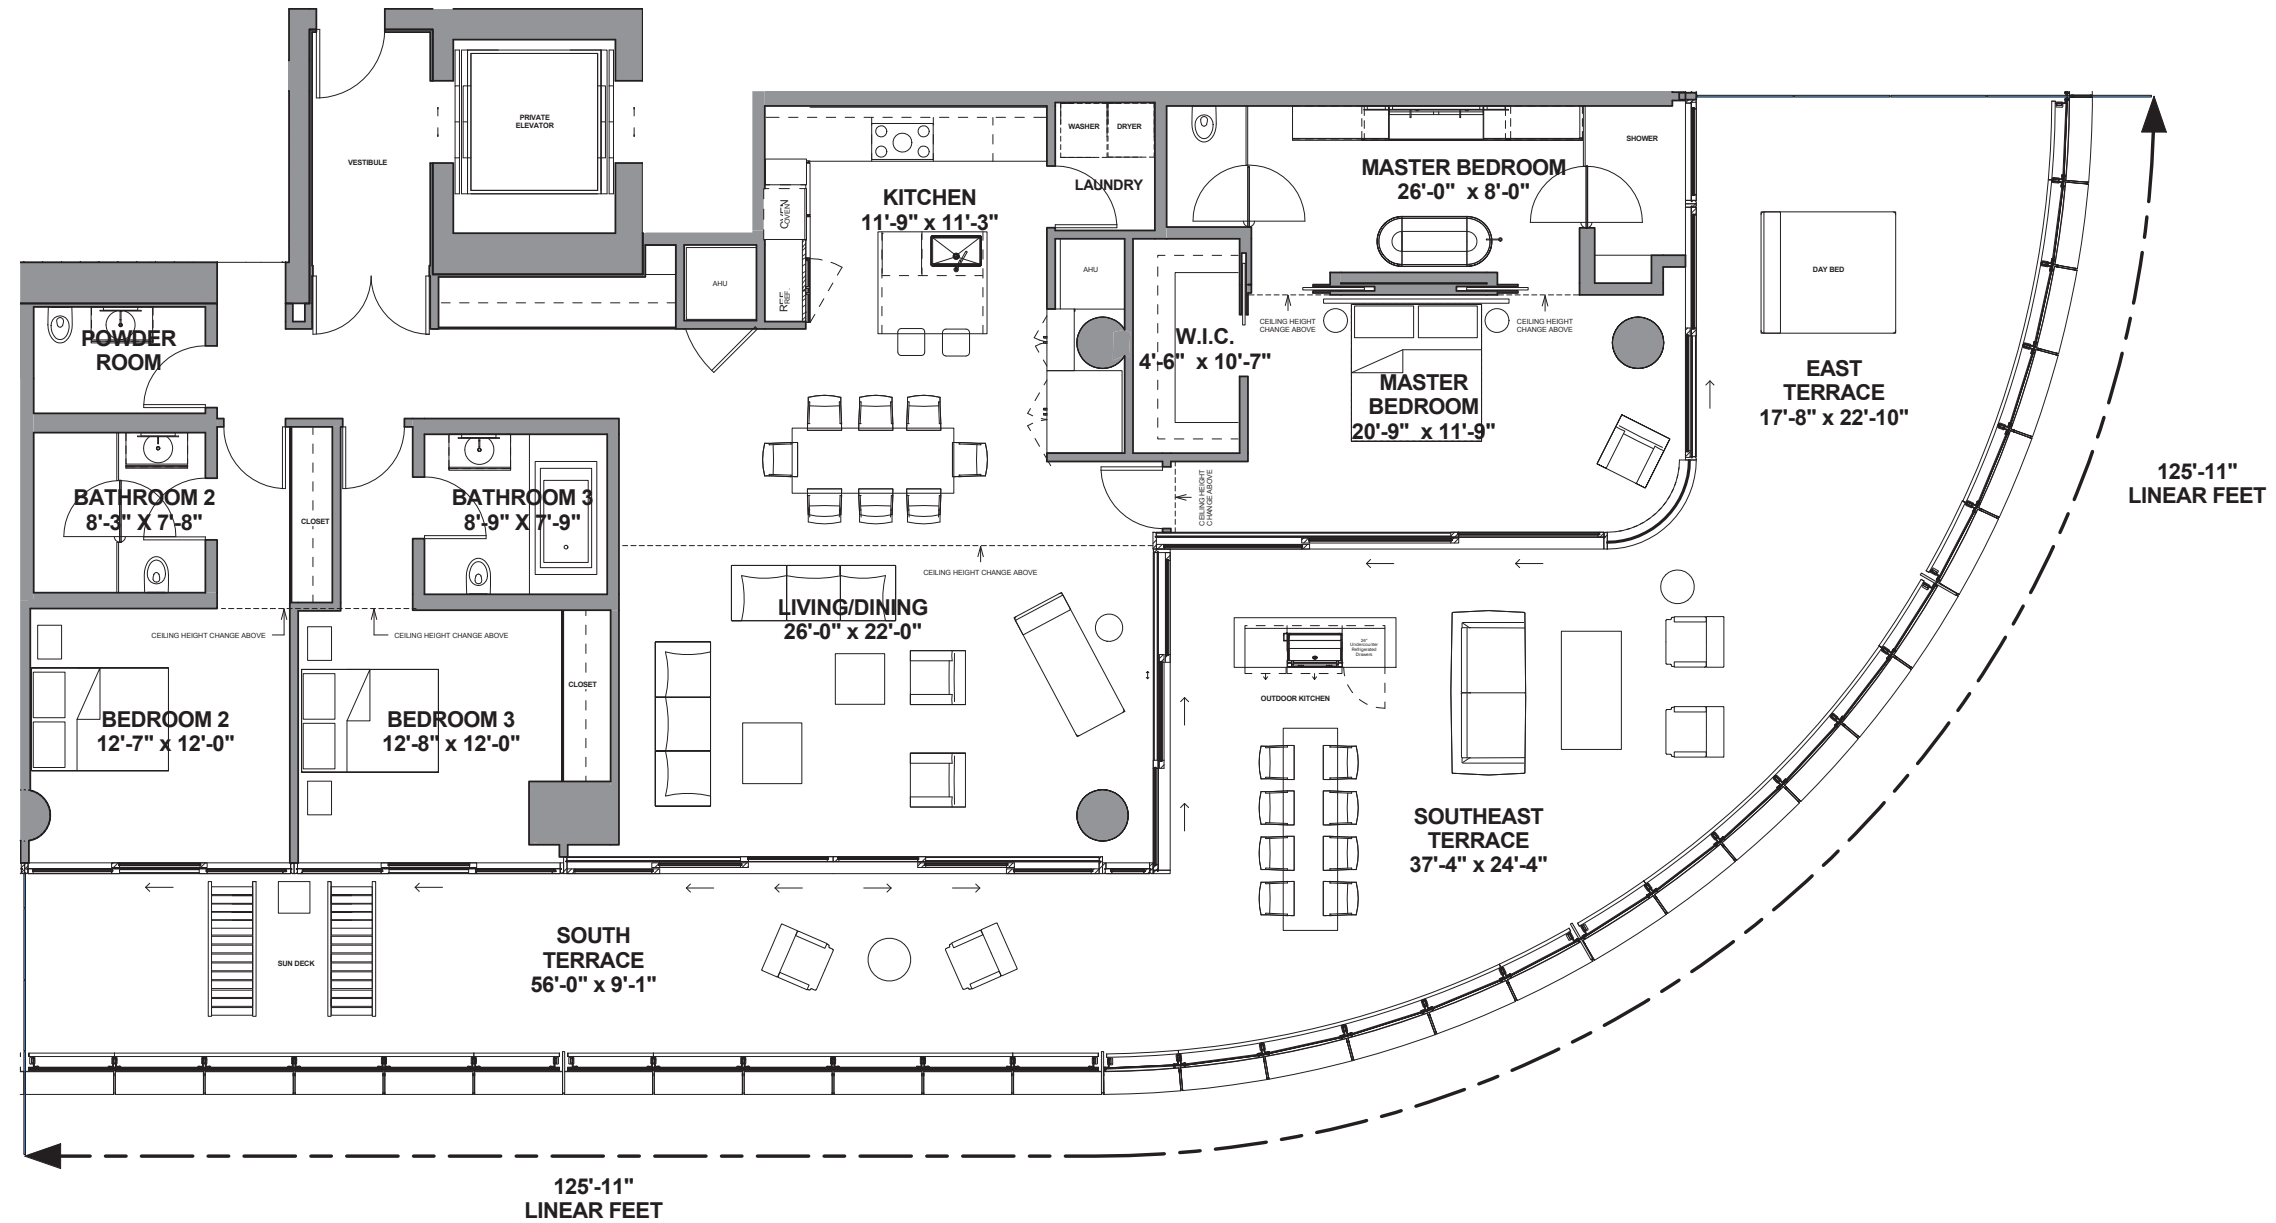 PRIVATE
ELEVATOR
VESTIBULE
WASHER
DRYER
SHOWER
MASTER BEDROOM
26'-0" x 8'-0"
LAUNDRY
KITCHEN
11'-9" x 11'-3"
OVEN
AHU
AHU
REF.
DAY BED
CEILING HEIGHT
CHANGE ABOVE
CEILING HEIGHT
CHANGE ABOVE
POWDER
ROOM
W.I.C.
4'-6" x 10'-7"
MASTER
BEDROOM
20'-9" x 11'-9"
EAST
TERRACE
17'-8" x 22'-10"
125'-11"
LINEAR FEET
BATHROOM 2
8'-3" X 7'-8"
CLOSET
BATHROOM 3
8'-9" X 7'-9"
CEILING HEIGHT
CHANGE ABOVE
CEILING HEIGHT CHANGE ABOVE
LIVING/DINING
26'-0" x 22'-0"
CEILING HEIGHT CHANGE ABOVE
CEILING HEIGHT CHANGE ABOVE
24"
Undercounter
Refrigerated
Drawers
CLOSET
OUTDOOR KITCHEN
BEDROOM 2
12'-7" x 12'-0"
BEDROOM 3
12'-8" x 12'-0"
SOUTHEAST
TERRACE
37'-4" x 24'-4"
SUN DECK
SOUTH
TERRACE
56'-0" x 9'-1"
125'-11"
LINEAR FEET